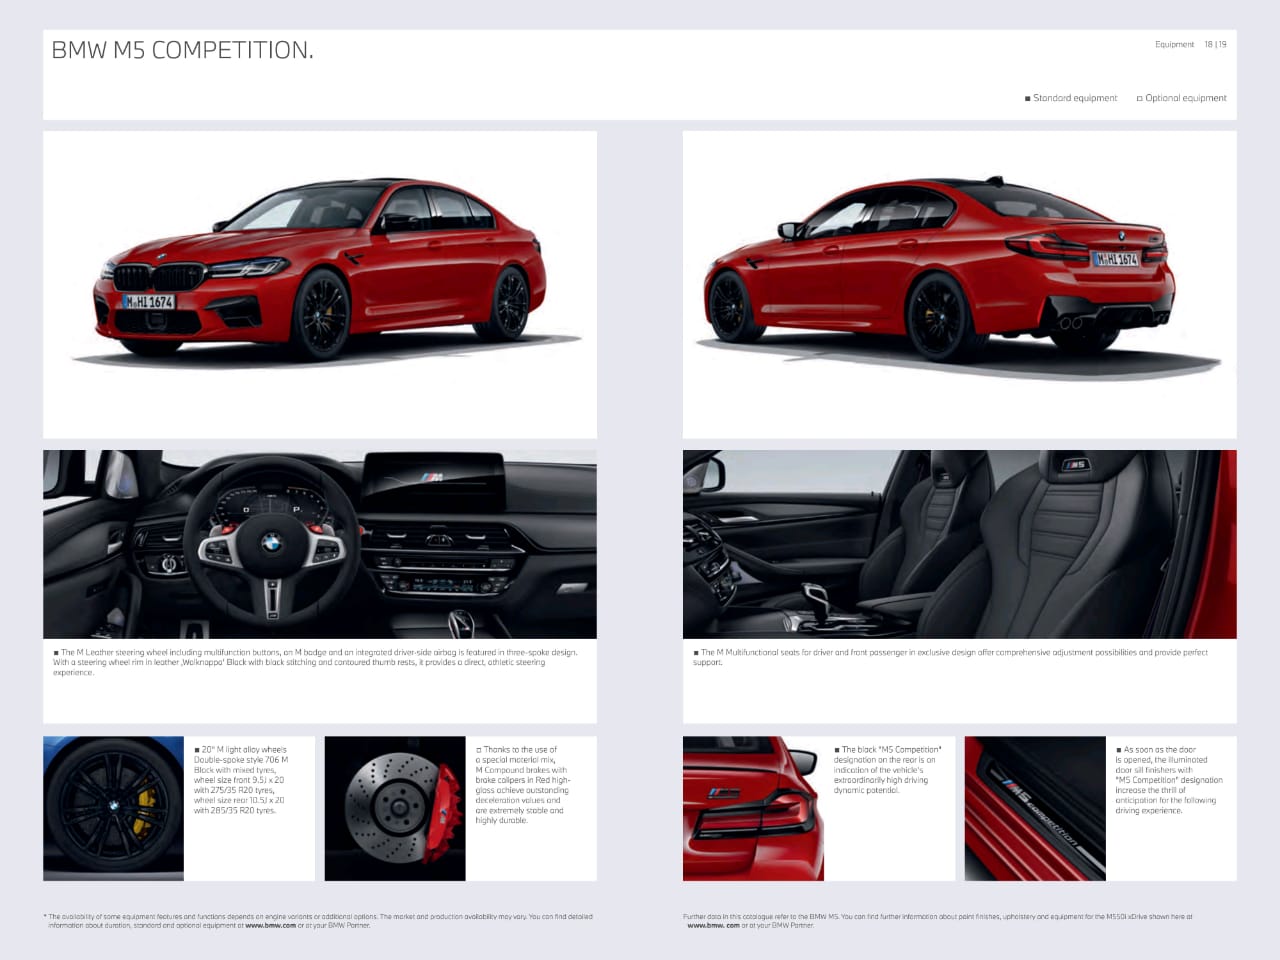 BMW M5 COMPETITION.
Equipment 18 | 19
■ Standard equipment □ Optional equipment
M HI 1674
M HI 1674
M5
■ The M Leather steering wheel including multifunction buttons, an M badge and an integrated driver-side airbag is featured in three-spoke design.
With a steering wheel rim in leather ‚Walknappa' Black with black stitching and contoured thumb rests, it provides a direct, athletic steering
experience.
■ The M Multifunctional seats for driver and front passenger in exclusive design offer comprehensive adjustment possibilities and provide perfect
support.
■ 20" M light alloy wheels
Double-spoke style 706 M
Black with mixed tyres,
wheel size front 9.5J x 20
with 275/35 R20 tyres,
wheel size rear 10.5J x 20
with 285/35 R20 tyres.
□ Thanks to the use of
a special material mix,
M Compound brakes with
brake calipers in Red high-
gloss achieve outstanding
deceleration values and
are extremely stable and
highly durable.
■ The black "M5 Competition"
designation on the rear is an
indication of the vehicle's
extraordinarily high driving
dynamic potential.
M5 Competition
■ As soon as the door
is opened, the illuminated
door sill finishers with
"M5 Competition" designation
increase the thrill of
anticipation for the following
driving experience.
* The availability of some equipment features and functions depends on engine variants or additional options. The market and production availability may vary. You can find detailed
information about duration, standard and optional equipment at www.bmw.com or at your BMW Partner.
Further data in this catalogue refer to the BMW M5. You can find further information about paint finishes, upholstery and equipment for the M550i xDrive shown here at
www.bmw. com or at your BMW Partner.